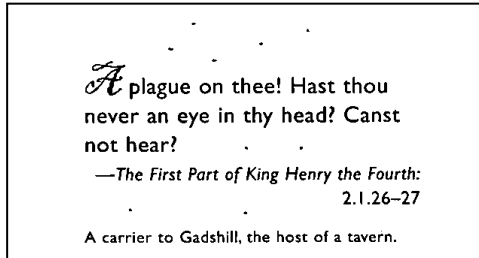 A plague on thee! Hast thou
never an eye in thy head? Canst
not hear?
—The First Part of King Henry the Fourth:
2.1.26–27
A carrier to Gadshill, the host of a tavern.